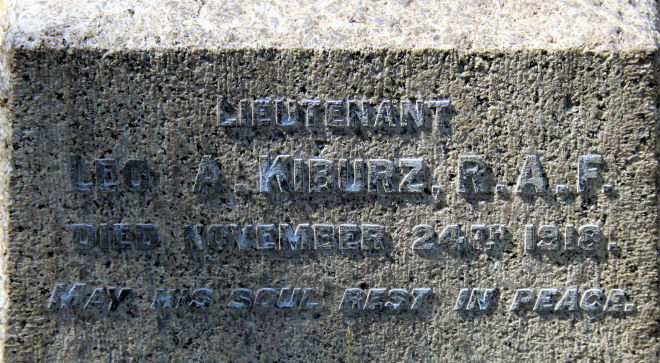 LIEUTENANT
LEO A. KIBURZ, R.A.F.
DIED NOVEMBER 24TH 1918.
MAY HIS SOUL REST IN PEACE.